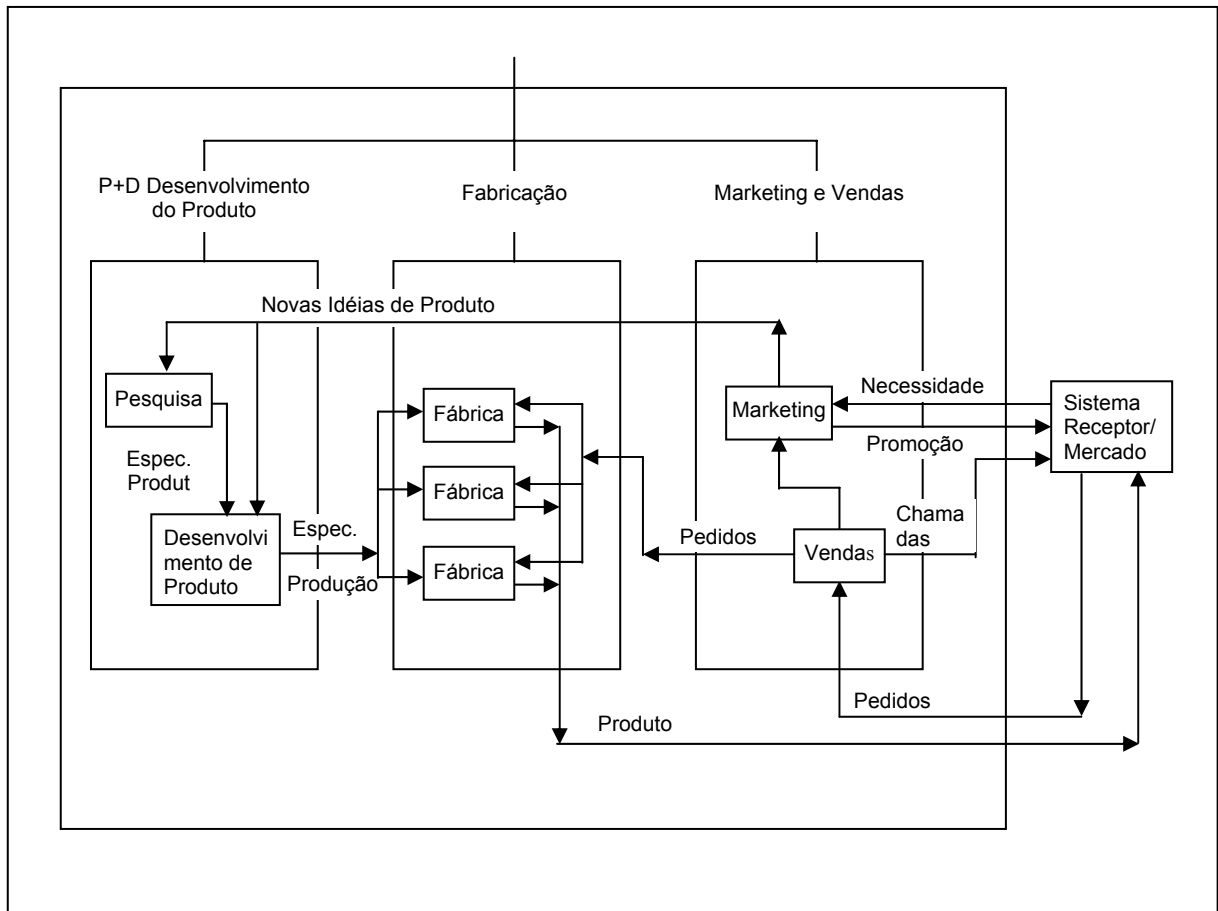 P+D Desenvolvimento
do Produto
Fabricação
Marketing e Vendas
Novas Idéias de Produto
Pesquisa
Espec.
Produt
Desenvolvi
mento de
Produto
Espec.
Produção
Fábrica
Fábrica
Fábrica
Pedidos
Marketing
Vendas
Necessidade
Promoção
Chama
das
Sistema
Receptor/
Mercado
Pedidos
Produto